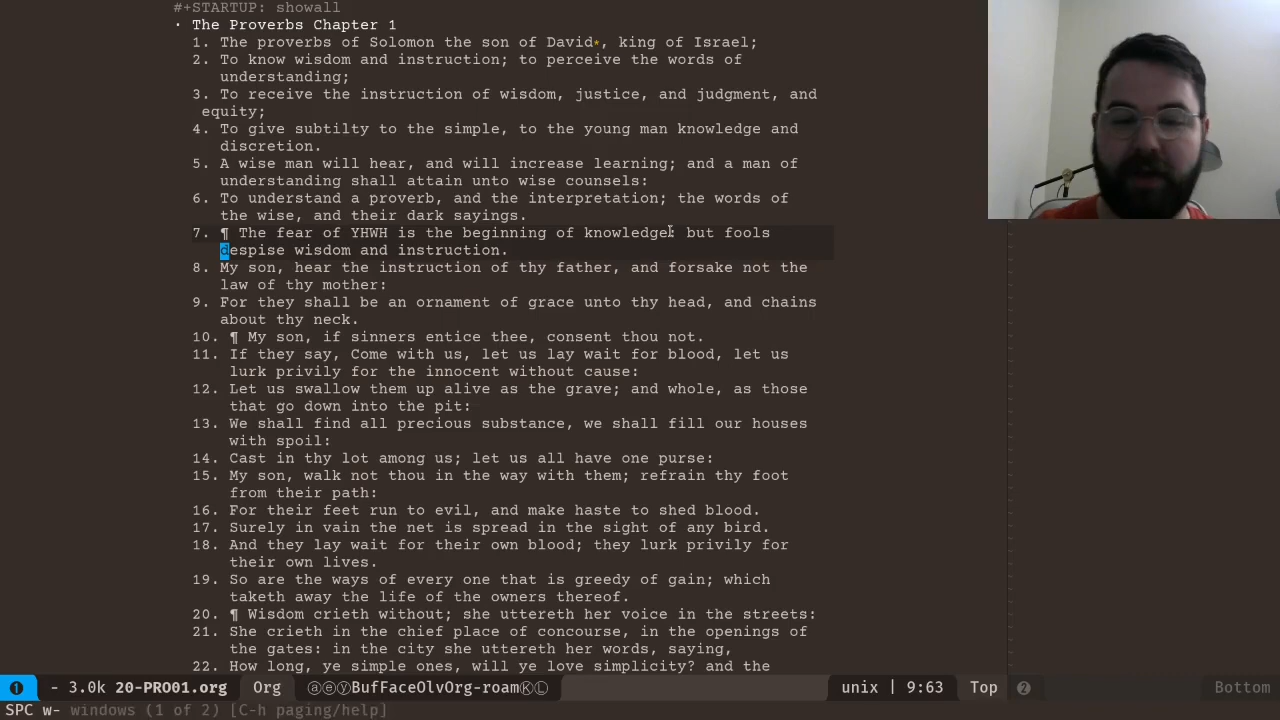 #+STARTUP: showall
· The Proverbs Chapter 1
1. The proverbs of Solomon the son of David*, king of Israel;
2. To know wisdom and instruction; to perceive the words of
understanding;
3. To receive the instruction of wisdom, justice, and judgment, and
equity;
4. To give subtilty to the simple, to the young man knowledge and
discretion.
5. A wise man will hear, and will increase learning; and a man of
understanding shall attain unto wise counsels:
6. To understand a proverb, and the interpretation; the words of
the wise, and their dark sayings.
7. ¶ The fear of YHWH is the beginning of knowledge: but fools
despise wisdom and instruction.
8. My son, hear the instruction of thy father, and forsake not the
law of thy mother:
9. For they shall be an ornament of grace unto thy head, and chains
about thy neck.
10. ¶ My son, if sinners entice thee, consent thou not.
11. If they say, Come with us, let us lay wait for blood, let us
lurk privily for the innocent without cause:
12. Let us swallow them up alive as the grave; and whole, as those
that go down into the pit:
13. We shall find all precious substance, we shall fill our houses
with spoil:
14. Cast in thy lot among us; let us all have one purse:
15. My son, walk not thou in the way with them; refrain thy foot
from their path:
16. For their feet run to evil, and make haste to shed blood.
17. Surely in vain the net is spread in the sight of any bird.
18. And they lay wait for their own blood; they lurk privily for
their own lives.
19. So are the ways of every one that is greedy of gain; which
taketh away the life of the owners thereof.
20. ¶ Wisdom crieth without; she uttereth her voice in the streets:
21. She crieth in the chief place of concourse, in the openings of
the gates: in the city she uttereth her words, saying,
22. How long, ye simple ones, will ye love simplicity? and the
❶ - 3.0k 20-PRO01.org Org ⓐⓔⓨBufFaceOlvOrg-roamⓀⓁ unix | 9:63 Top ❷ Bottom
SPC w- windows (1 of 2) [C-h paging/help]